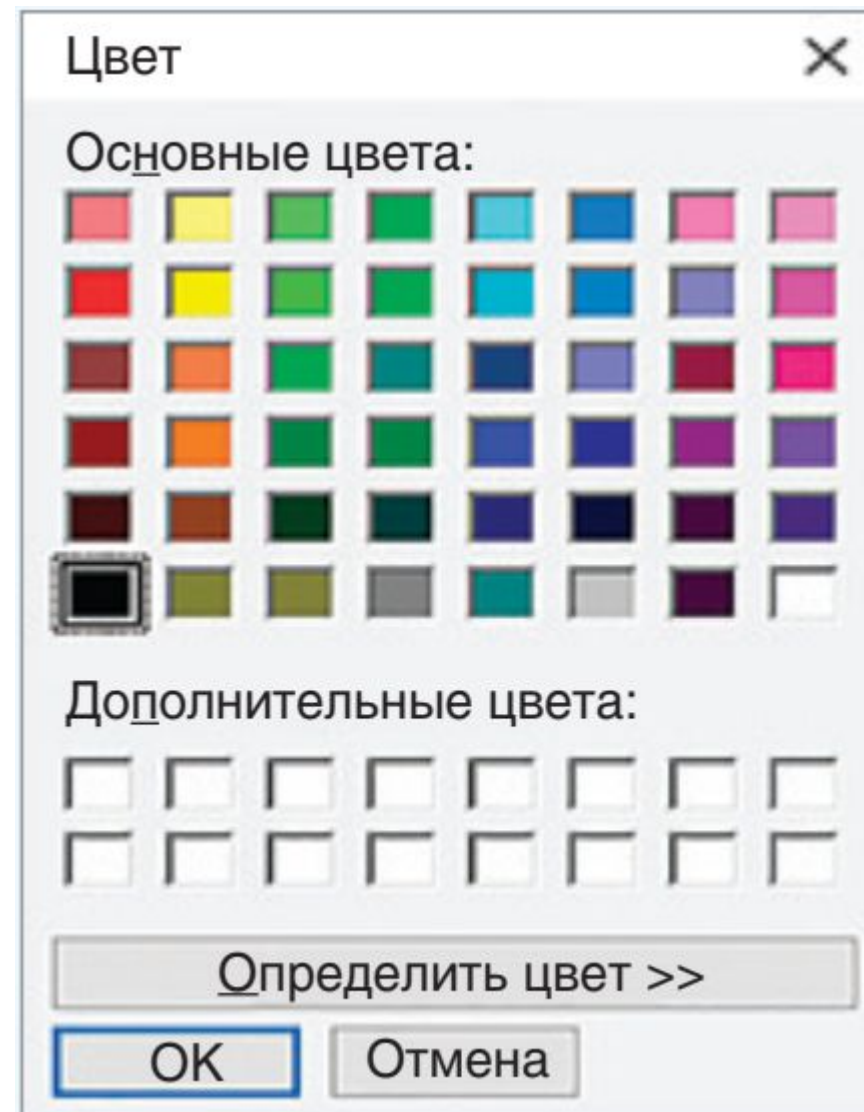 Цвет
Основные цвета:
Дополнительные цвета:
Определить цвет >>
OK Отмена